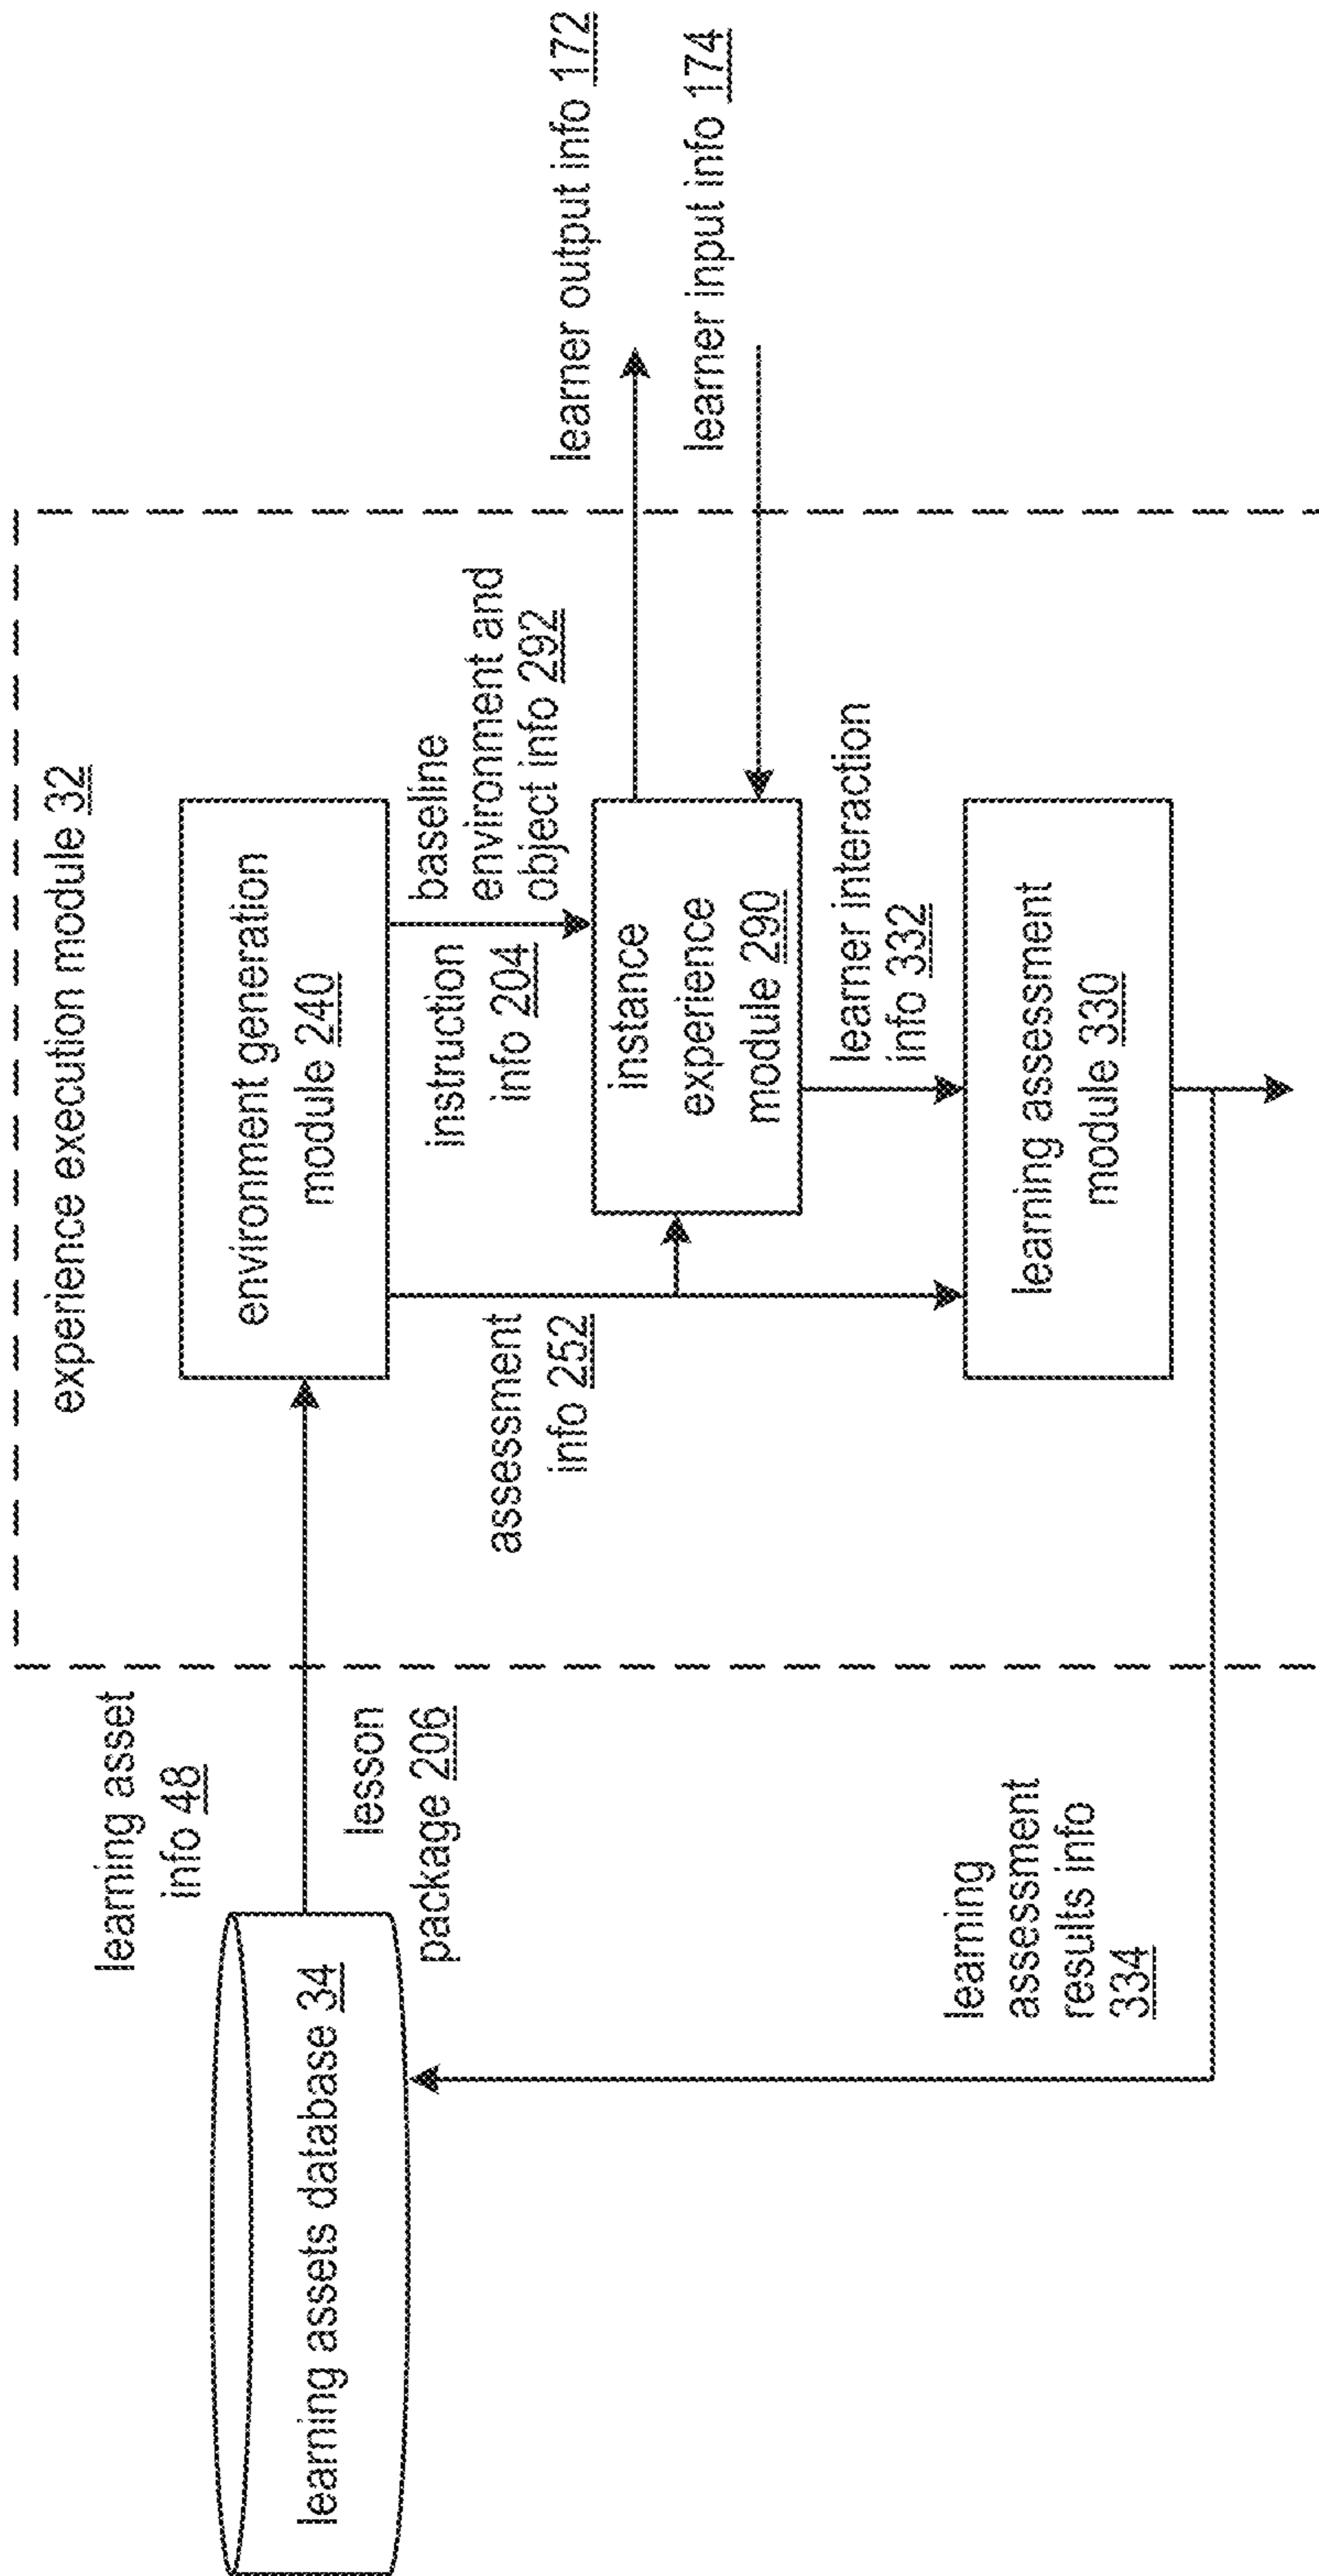 experience execution module 32
learning asset
info 48
learning assets database 34
lesson
package 206
environment generation
module 240
assessment
info 252
instruction
info 204
baseline
environment and
object info 292
instance
experience
module 290
learner output info 172
learner input info 174
learner interaction
info 332
learning assessment
module 330
learning
assessment
results info
334